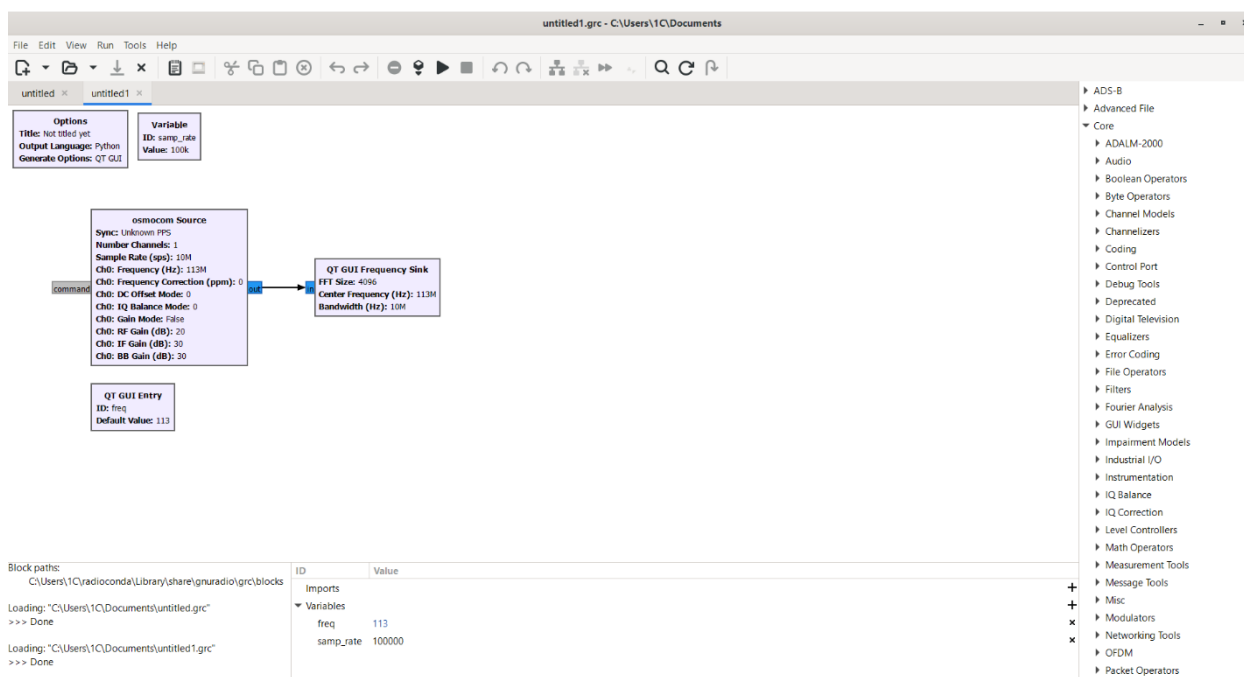 untitled1.grc - C:\Users\1C\Documents
File Edit View Run Tools Help
untitled × untitled1 ×
Options
Title: Not titled yet
Output Language: Python
Generate Options: QT GUI
Variable
ID: samp_rate
Value: 100k
osmocom Source
Sync: Unknown PPS
Number Channels: 1
Sample Rate (sps): 10M
Ch0: Frequency (Hz): 113M
Ch0: Frequency Correction (ppm): 0
Ch0: DC Offset Mode: 0
Ch0: IQ Balance Mode: 0
Ch0: Gain Mode: False
Ch0: RF Gain (dB): 20
Ch0: IF Gain (dB): 30
Ch0: BB Gain (dB): 30
command
out
in
QT GUI Frequency Sink
FFT Size: 4096
Center Frequency (Hz): 113M
Bandwidth (Hz): 10M
QT GUI Entry
ID: freq
Default Value: 113
ADS-B
Advanced File
Core
ADALM-2000
Audio
Boolean Operators
Byte Operators
Channel Models
Channelizers
Coding
Control Port
Debug Tools
Deprecated
Digital Television
Equalizers
Error Coding
File Operators
Filters
Fourier Analysis
GUI Widgets
Impairment Models
Industrial I/O
Instrumentation
IQ Balance
IQ Correction
Level Controllers
Math Operators
Measurement Tools
Message Tools
Misc
Modulators
Networking Tools
OFDM
Packet Operators
Block paths:
C:\Users\1C\radioconda\Library\share\gnuradio\grc\blocks
Loading: "C:\Users\1C\Documents\untitled.grc"
>>> Done
Loading: "C:\Users\1C\Documents\untitled1.grc"
>>> Done
ID Value
Imports
Variables
freq 113
samp_rate 100000